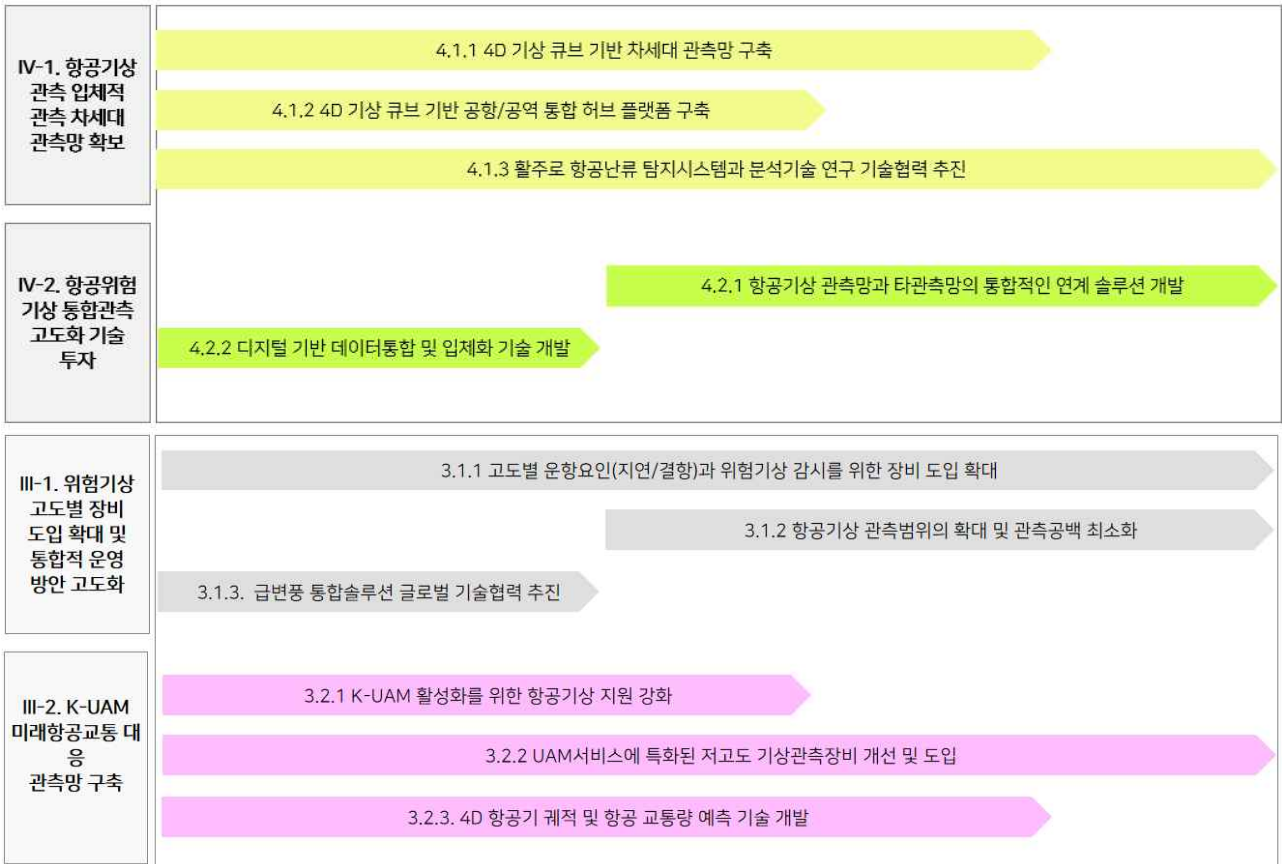 IV-1. 항공기상
관측 입체적
관측 차세대
관측망 확보
4.1.1 4D 기상 큐브 기반 차세대 관측망 구축
4.1.2 4D 기상 큐브 기반 공항/공역 통합 허브 플랫폼 구축
4.1.3 활주로 항공난류 탐지시스템과 분석기술 연구 기술협력 추진
IV-2. 항공위험
기상 통합관측
고도화 기술
투자
4.2.1 항공기상 관측망과 타관측망의 통합적인 연계 솔루션 개발
4.2.2 디지털 기반 데이터통합 및 입체화 기술 개발
III-1. 위험기상
고도별 장비
도입 확대 및
통합적 운영
방안 고도화
3.1.1 고도별 운항요인(지연/결항)과 위험기상 감시를 위한 장비 도입 확대
3.1.2 항공기상 관측범위의 확대 및 관측공백 최소화
3.1.3. 급변풍 통합솔루션 글로벌 기술협력 추진
III-2. K-UAM
미래항공교통 대
응
관측망 구축
3.2.1 K-UAM 활성화를 위한 항공기상 지원 강화
3.2.2 UAM서비스에 특화된 저고도 기상관측장비 개선 및 도입
3.2.3. 4D 항공기 궤적 및 항공 교통량 예측 기술 개발